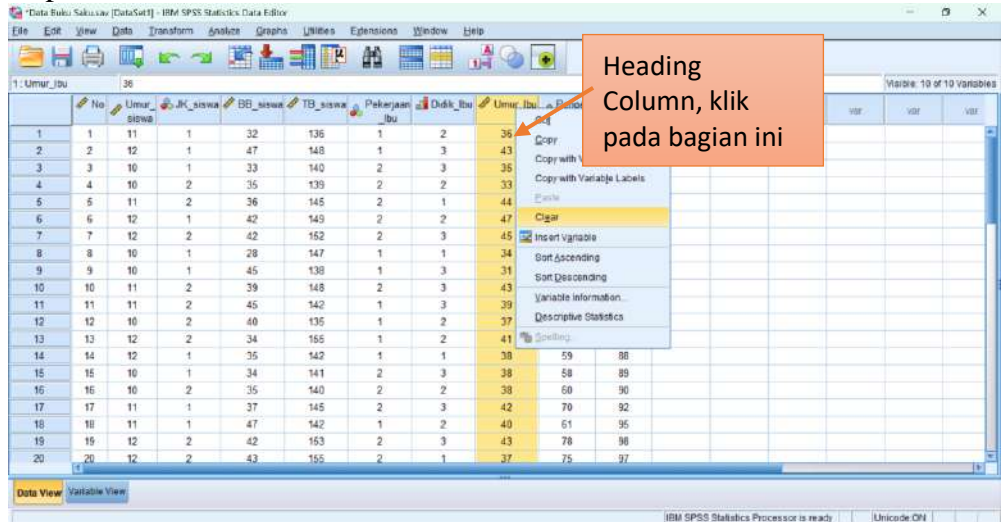 *Data Buku Saku.sav [DataSet1] - IBM SPSS Statistics Data Editor
File Edit View Data Transform Analyze Graphs Utilities Extensions Window Help
1 : Umur_Ibu 36 Visible: 10 of 10 Variables
No Umur_siswa JK_siswa BB_siswa TB_siswa Pekerjaan_Ibu Didik_Ibu Umur_Ibu var var var
1 1 11 1 32 136 1 2 36
2 2 12 1 47 148 1 3 43
3 3 10 1 33 140 2 3 35
4 4 10 2 35 139 2 2 33
5 5 11 2 36 145 2 1 44
6 6 12 1 42 149 2 2 47
7 7 12 2 42 152 2 3 45
8 8 10 1 28 147 1 1 34
9 9 10 1 45 138 1 3 31
10 10 11 2 39 148 2 3 43
11 11 11 2 45 142 1 3 39
12 12 10 2 40 135 1 2 37
13 13 12 2 34 155 1 2 41
14 14 12 1 35 142 1 1 38 59 88
15 15 10 1 34 141 2 3 38 58 89
16 16 10 2 35 140 2 2 38 60 90
17 17 11 1 37 145 2 3 42 70 92
18 18 11 1 47 142 1 2 40 61 95
19 19 12 2 42 153 2 3 43 78 98
20 20 12 2 43 155 2 1 37 75 97
Cut
Copy
Copy with V
Copy with Variable Labels
Paste
Clear
Insert Variable
Sort Ascending
Sort Descending
Variable Information...
Descriptive Statistics
Spelling...
Heading
Column, klik
pada bagian ini
Data View Variable View
IBM SPSS Statistics Processor is ready Unicode:ON